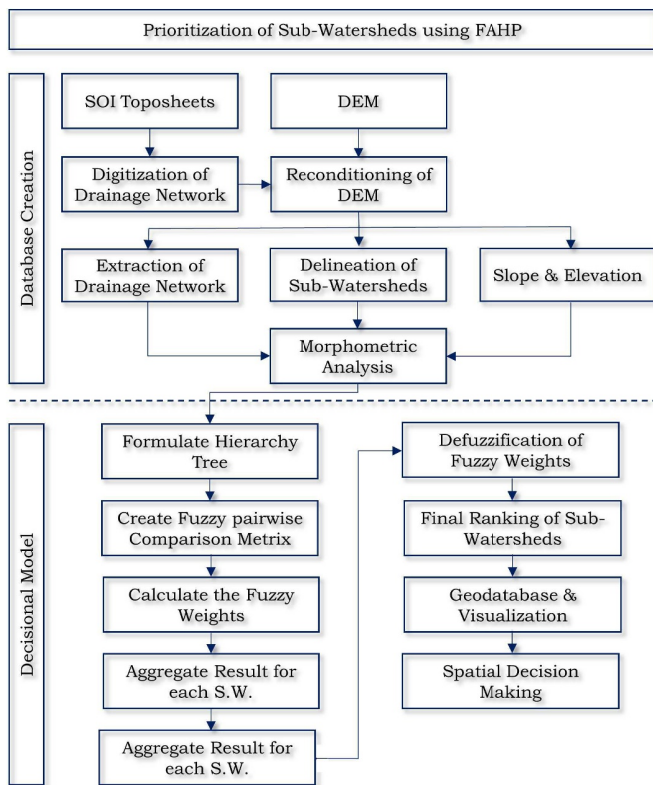 Prioritization of Sub-Watersheds using FAHP
Database Creation
SOI Toposheets
DEM
Digitization of
Drainage Network
Reconditioning of
DEM
Extraction of
Drainage Network
Delineation of
Sub-Watersheds
Slope & Elevation
Morphometric
Analysis
Decisional Model
Formulate Hierarchy
Tree
Create Fuzzy pairwise
Comparison Metrix
Calculate the Fuzzy
Weights
Aggregate Result for
each S.W.
Aggregate Result for
each S.W.
Defuzzification of
Fuzzy Weights
Final Ranking of Sub-
Watersheds
Geodatabase &
Visualization
Spatial Decision
Making